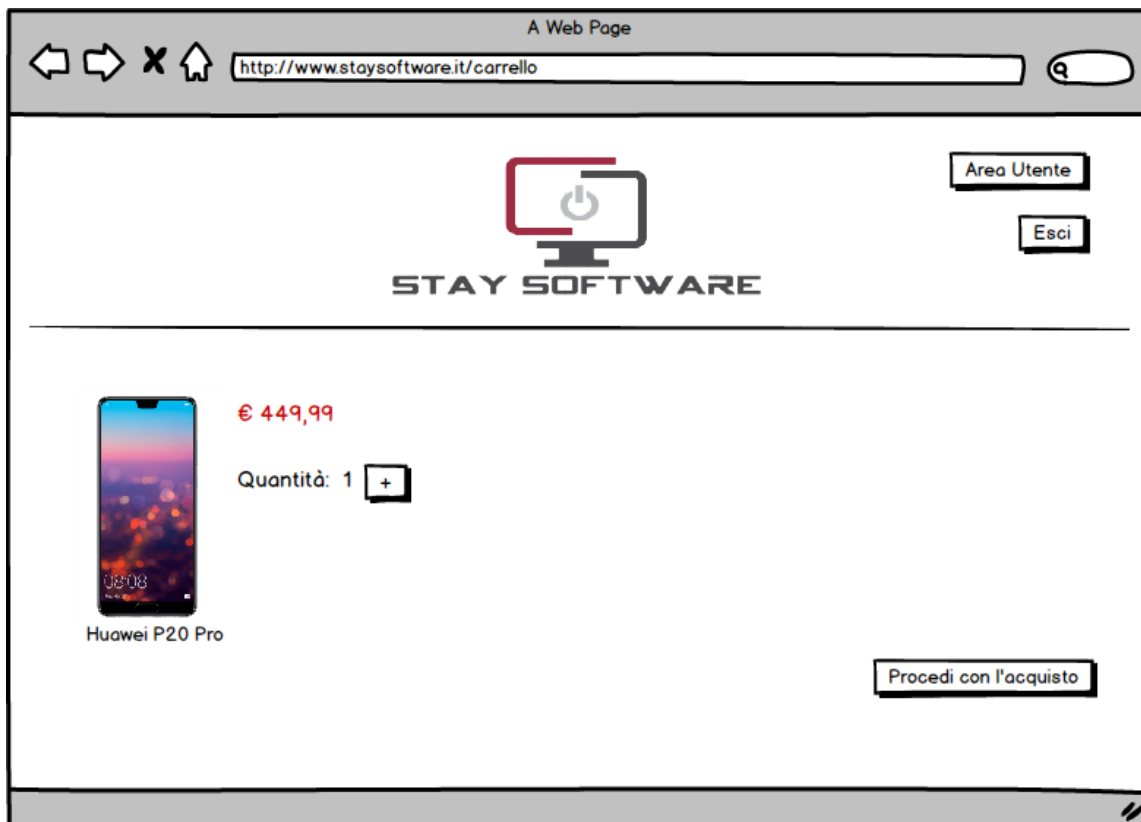 A Web Page
http://www.staysoftware.it/carrello
Area Utente
Esci
STAY SOFTWARE
€ 449,99
Quantità: 1 +
08:08
Huawei P20 Pro
Procedi con l'acquisto